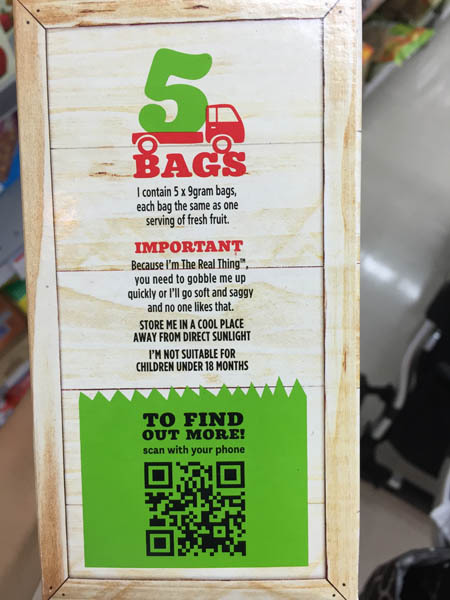 5
BAGS
I contain 5 x 9gram bags,
each bag the same as one
serving of fresh fruit.
IMPORTANT
Because I'm The Real Thing™,
you need to gobble me up
quickly or I'll go soft and saggy
and no one likes that.
STORE ME IN A COOL PLACE
AWAY FROM DIRECT SUNLIGHT
I'M NOT SUITABLE FOR
CHILDREN UNDER 18 MONTHS
TO FIND
OUT MORE!
scan with your phone